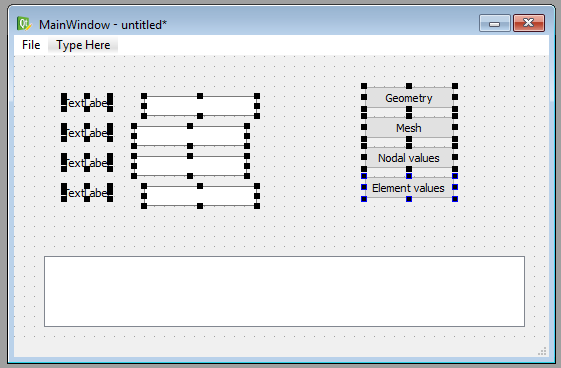 MainWindow - untitled*
File Type Here
TextLabel Geometry
TextLabel Mesh
TextLabel Nodal values
TextLabel Element values